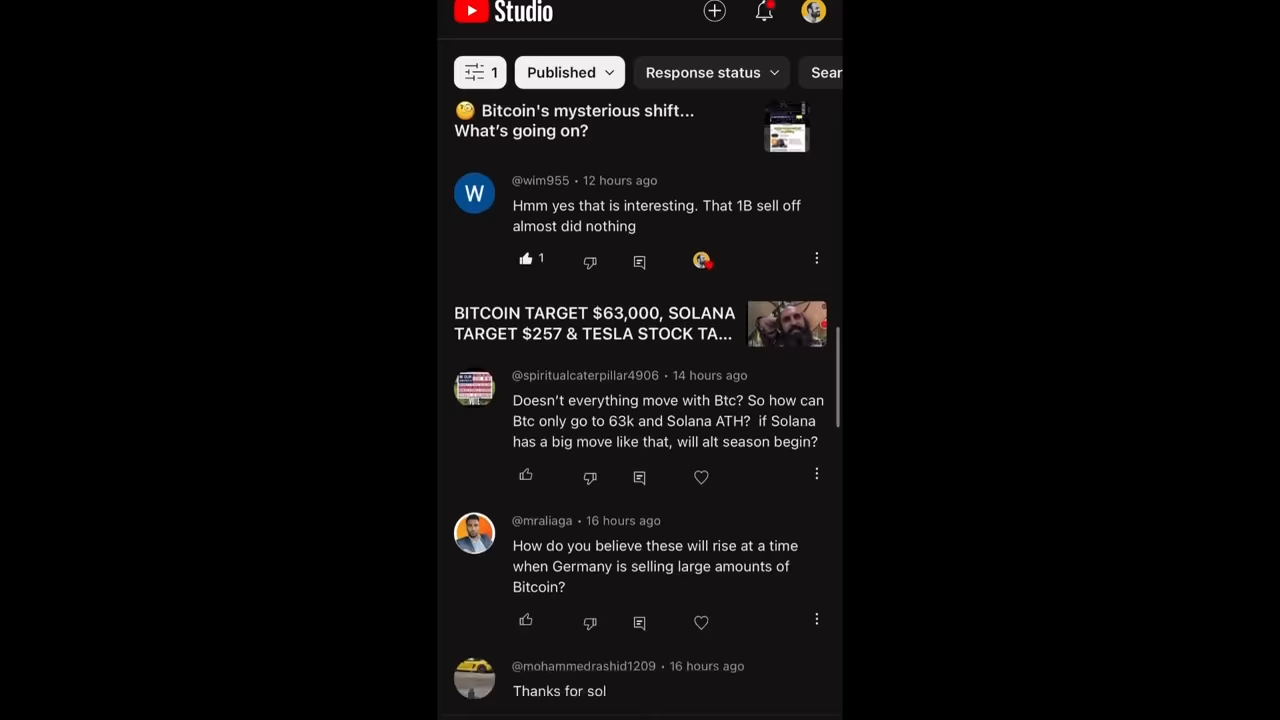 Studio
1
Published
Response status
Sear
🧐 Bitcoin's mysterious shift...
What's going on?
W
@wim955 • 12 hours ago
Hmm yes that is interesting. That 1B sell off
almost did nothing
1
BITCOIN TARGET $63,000, SOLANA
TARGET $257 & TESLA STOCK TA...
@spiritualcaterpillar4906 • 14 hours ago
Doesn't everything move with Btc? So how can
Btc only go to 63k and Solana ATH?  if Solana
has a big move like that, will alt season begin?
@mraliaga • 16 hours ago
How do you believe these will rise at a time
when Germany is selling large amounts of
Bitcoin?
@mohammedrashid1209 • 16 hours ago
Thanks for sol